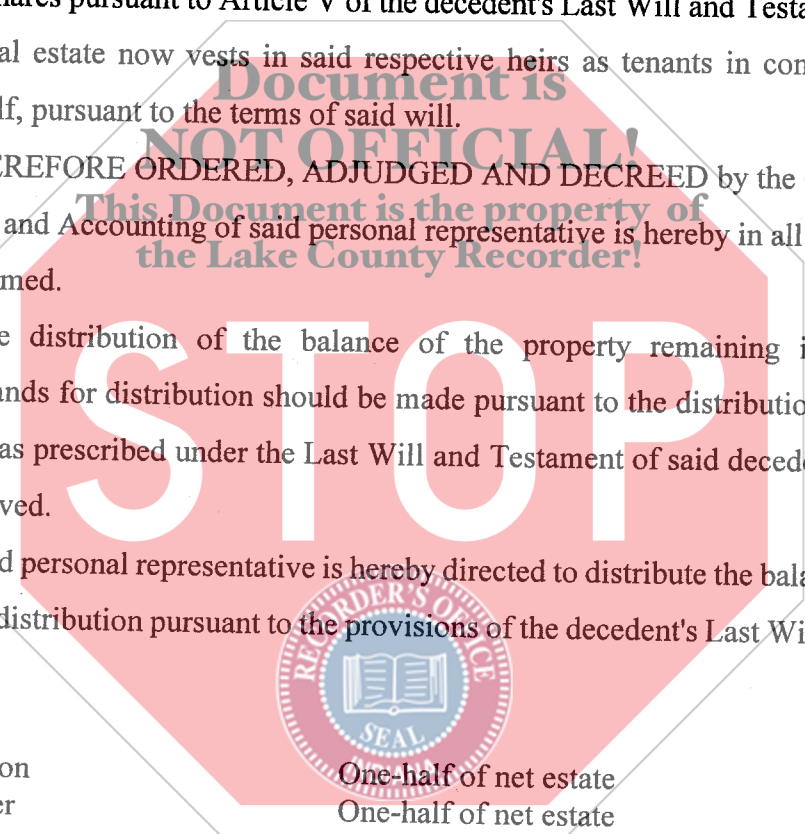 hares pursuant to Article V of the decedent's Last Will and Testa
al estate now vests in said respective heirs as tenants in con
Document is
lf, pursuant to the terms of said will.
NOT OFFICIAL!
EREFORE ORDERED, ADJUDGED AND DECREED by the
This Document is the property of
and Accounting of said personal representative is hereby in all
the Lake County Recorder!
med.
e distribution of the balance of the property remaining i
ands for distribution should be made pursuant to the distributio
as prescribed under the Last Will and Testament of said decede
STOP
ved.
d personal representative is hereby directed to distribute the bala
distribution pursuant to the provisions of the decedent's Last Wi
RECORDER'S OFFICE
SEAL
INDIANA
on One-half of net estate
er One-half of net estate